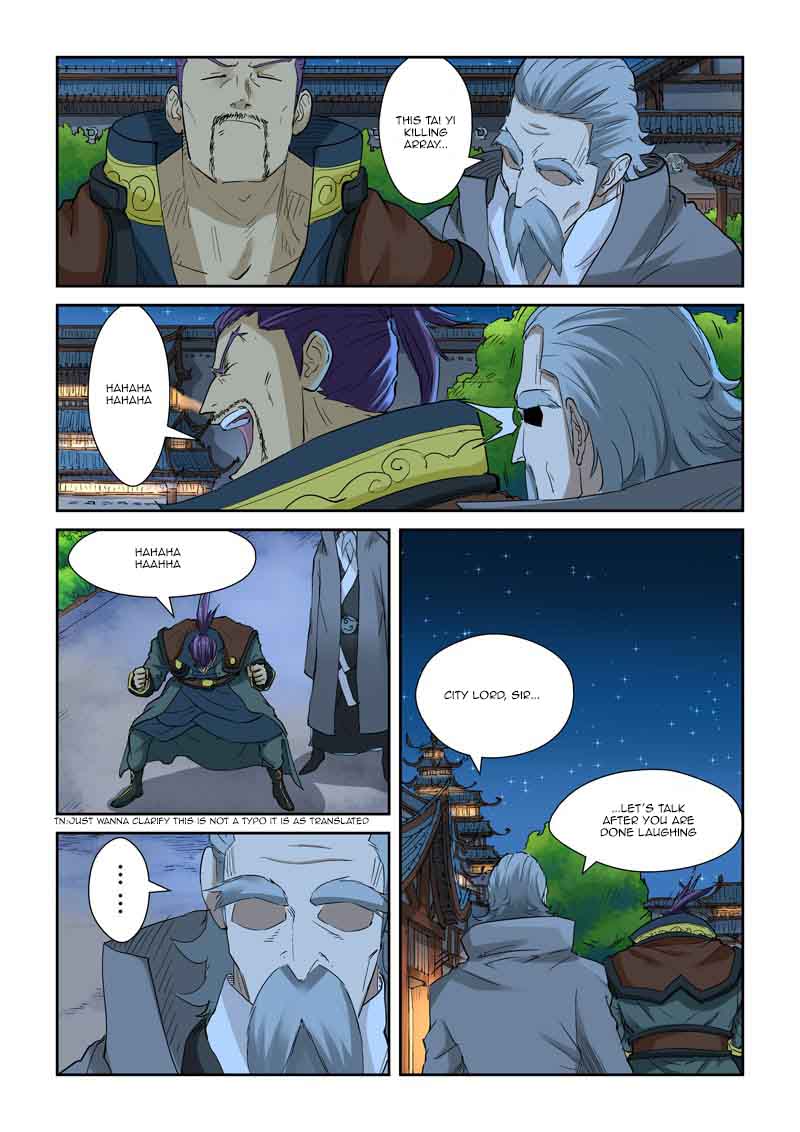 THIS TAI YI
KILLING
ARRAY...
HAHAHA
HAHAHA
HAHAHA
HAAHHA
TN:JUST WANNA CLARIFY THIS IS NOT A TYPO IT IS AS TRANSLATED
......
CITY LORD, SIR...
...LET'S TALK
AFTER YOU ARE
DONE LAUGHING